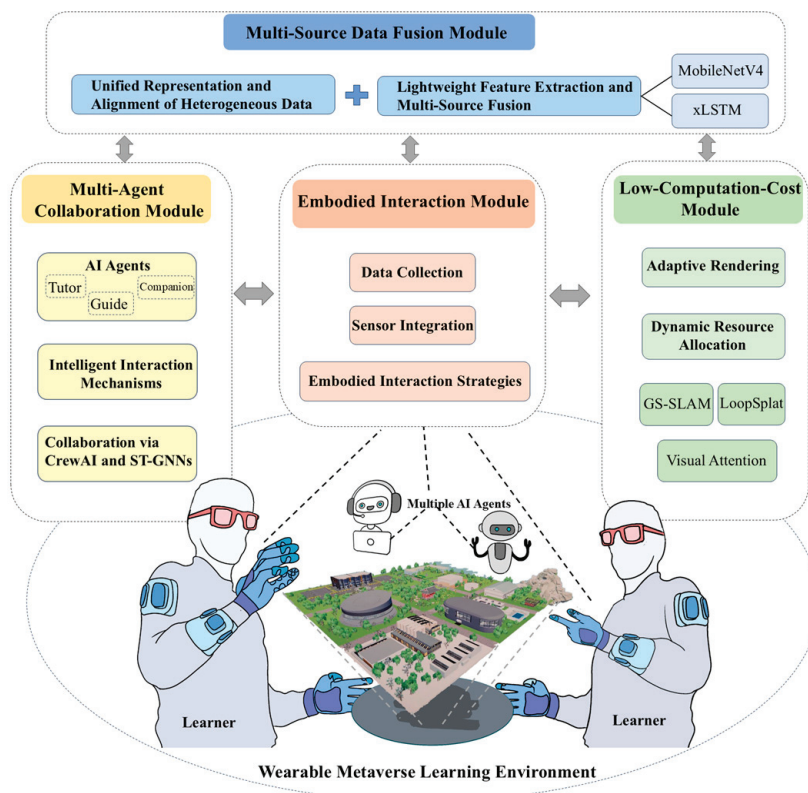 Multi-Source Data Fusion Module
Unified Representation and
Alignment of Heterogeneous Data
Lightweight Feature Extraction and
Multi-Source Fusion
MobileNetV4
xLSTM
Multi-Agent
Collaboration Module
AI Agents
Tutor
Guide
Companion
Intelligent Interaction
Mechanisms
Collaboration via
CrewAI and ST-GNNs
Embodied Interaction Module
Data Collection
Sensor Integration
Embodied Interaction Strategies
Low-Computation-Cost
Module
Adaptive Rendering
Dynamic Resource
Allocation
GS-SLAM
LoopSplat
Visual Attention
Multiple AI Agents
Learner
Learner
Wearable Metaverse Learning Environment